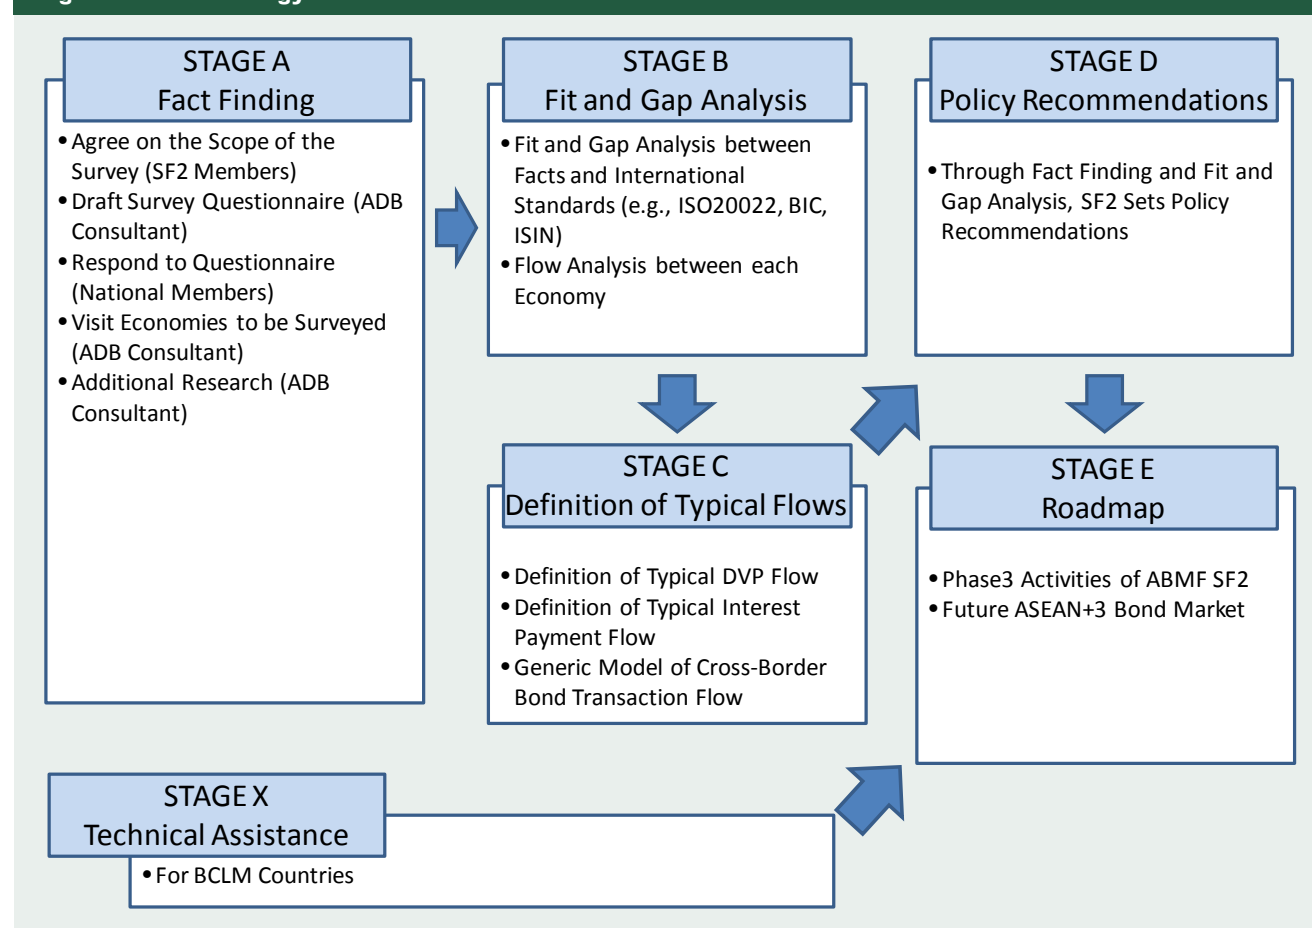 STAGE A
Fact Finding
• Agree on the Scope of the
Survey (SF2 Members)
• Draft Survey Questionnaire (ADB
Consultant)
• Respond to Questionnaire
(National Members)
• Visit Economies to be Surveyed
(ADB Consultant)
• Additional Research (ADB
Consultant)
STAGE B
Fit and Gap Analysis
• Fit and Gap Analysis between
Facts and International
Standards (e.g., ISO20022, BIC,
ISIN)
• Flow Analysis between each
Economy
STAGE C
Definition of Typical Flows
• Definition of Typical DVP Flow
• Definition of Typical Interest
Payment Flow
• Generic Model of Cross-Border
Bond Transaction Flow
STAGE D
Policy Recommendations
• Through Fact Finding and Fit and
Gap Analysis, SF2 Sets Policy
Recommendations
STAGE E
Roadmap
• Phase3 Activities of ABMF SF2
• Future ASEAN+3 Bond Market
STAGE X
Technical Assistance
• For BCLM Countries